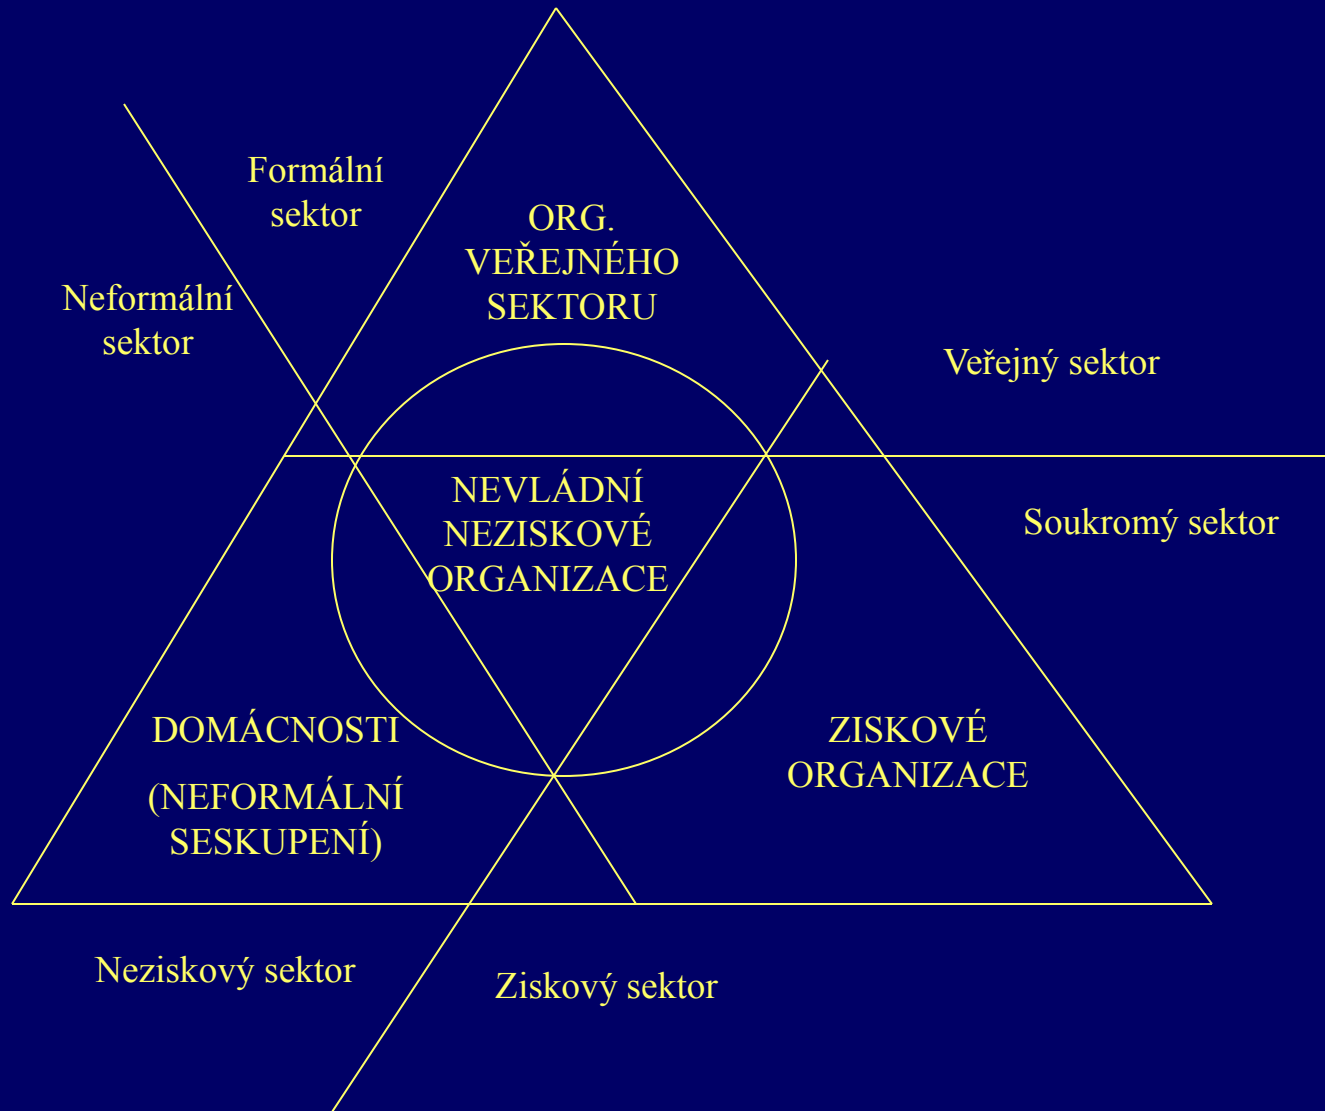 Formální
sektor
ORG.
VEŘEJNÉHO
SEKTORU
Neformální
sektor
Veřejný sektor
NEVLÁDNÍ
NEZISKOVÉ
ORGANIZACE
Soukromý sektor
DOMÁCNOSTI
(NEFORMÁLNÍ
SESKUPENÍ)
ZISKOVÉ
ORGANIZACE
Neziskový sektor
Ziskový sektor